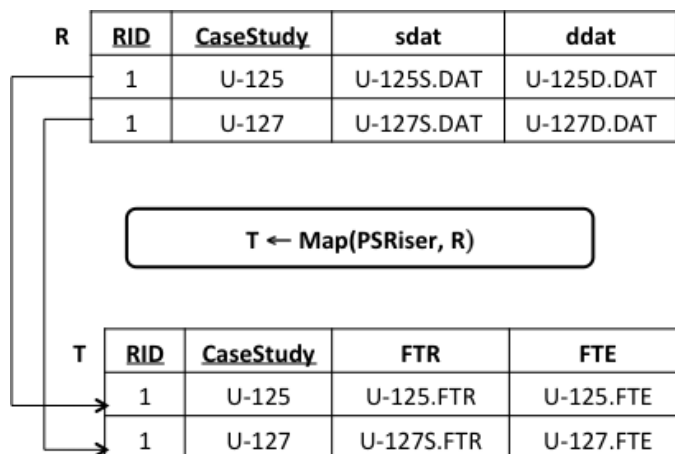 R RID CaseStudy sdat ddat
1 U-125 U-125S.DAT U-125D.DAT
1 U-127 U-127S.DAT U-127D.DAT
T ← Map(PSRiser, R)
T RID CaseStudy FTR FTE
1 U-125 U-125.FTR U-125.FTE
1 U-127 U-127S.FTR U-127.FTE